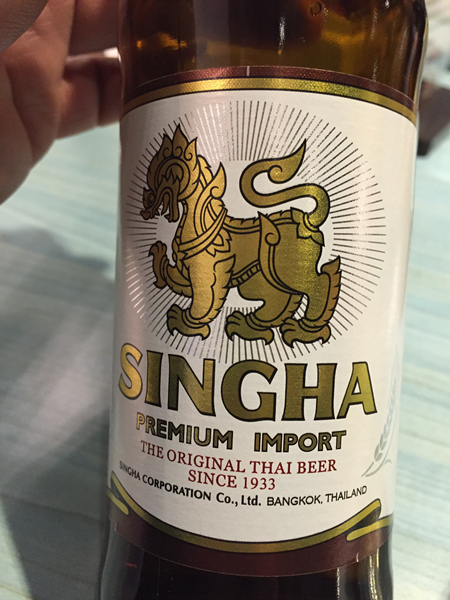 SINGHA
PREMIUM IMPORT
THE ORIGINAL THAI BEER
SINCE 1933
SINGHA CORPORATION Co., Ltd. BANGKOK, THAILAND